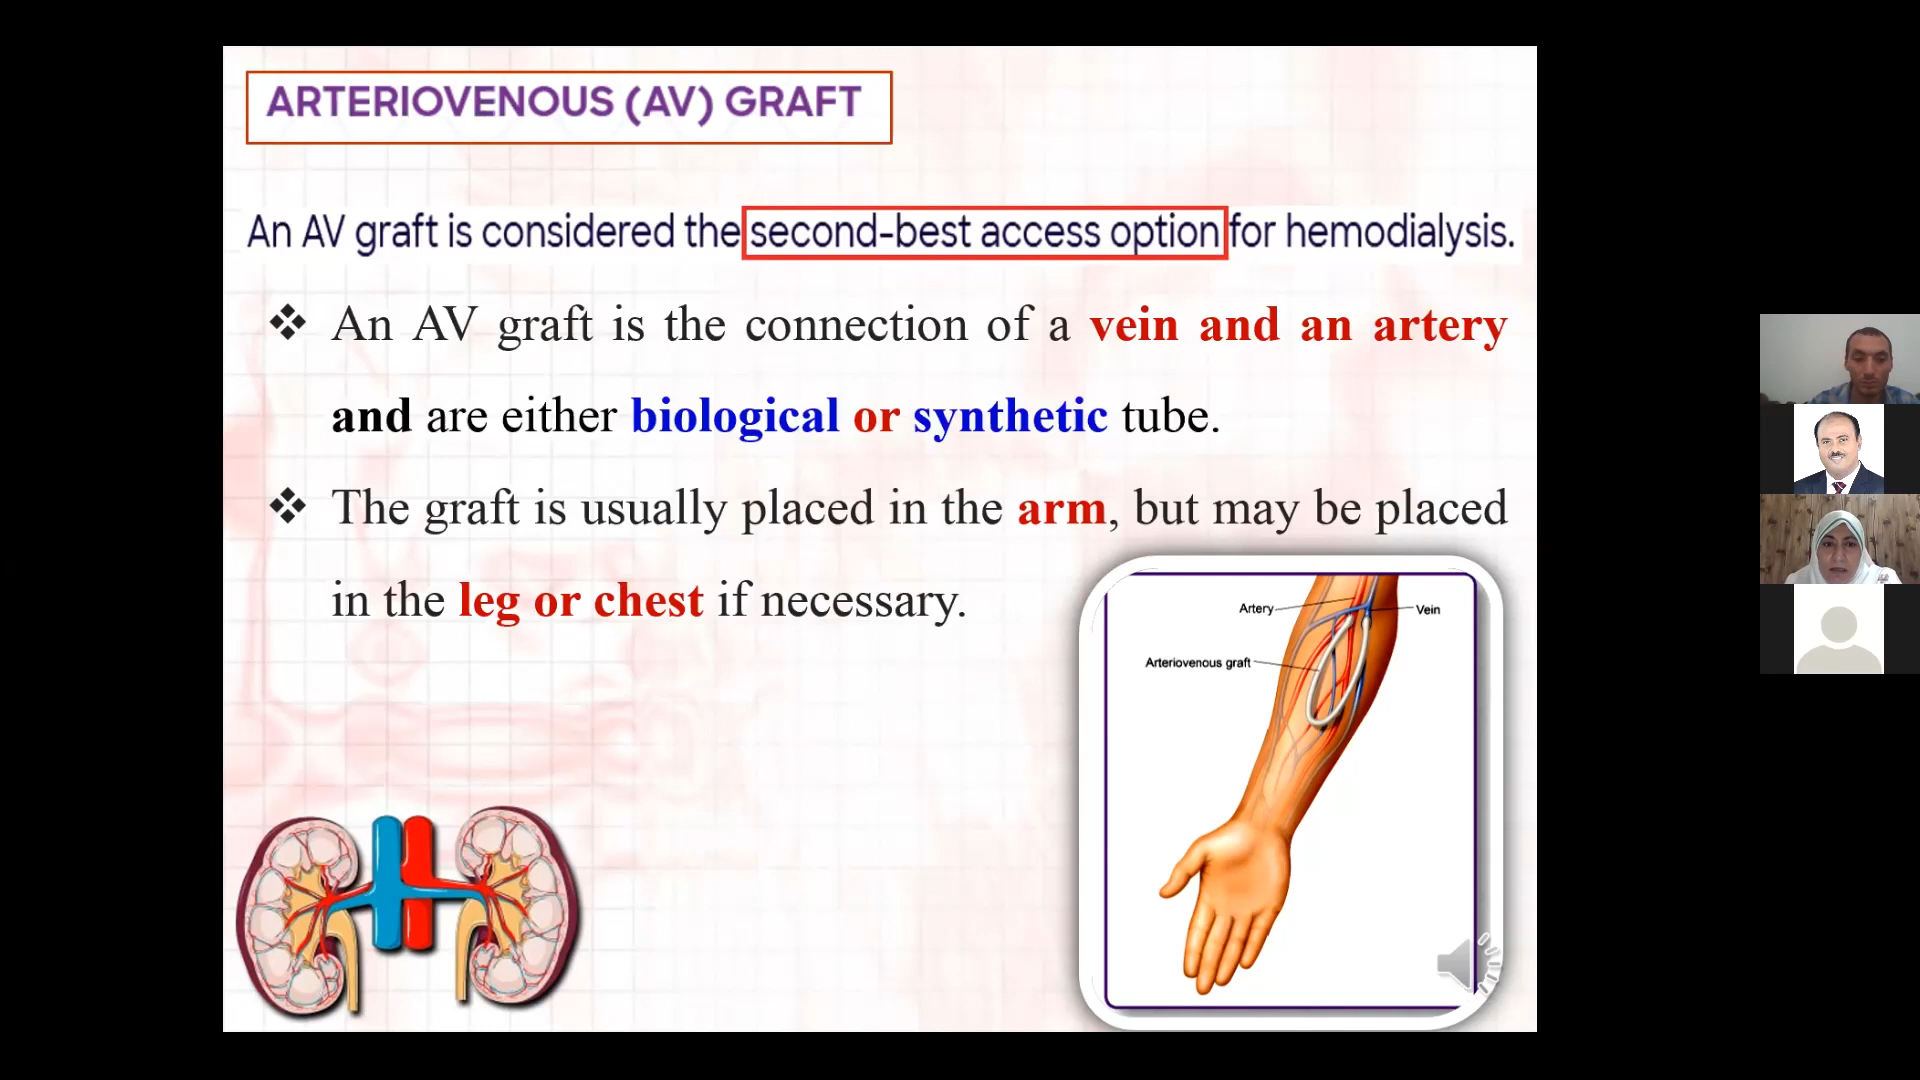 ARTERIOVENOUS (AV) GRAFT
An AV graft is considered the second-best access option for hemodialysis.
❖ An AV graft is the connection of a vein and an artery
and are either biological or synthetic tube.
❖ The graft is usually placed in the arm, but may be placed
in the leg or chest if necessary.
Artery
Vein
Arteriovenous graft